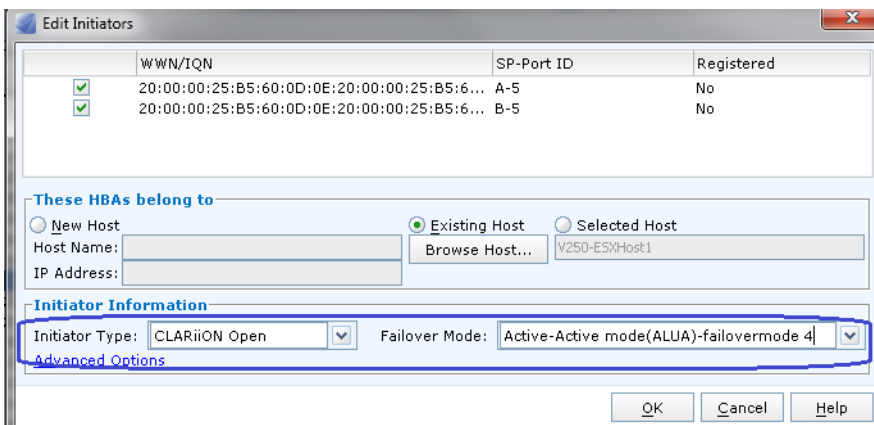 Edit Initiators
WWN/IQN SP-Port ID Registered
20:00:00:25:B5:60:0D:0E:20:00:00:25:B5:6... A-5 No
20:00:00:25:B5:60:0D:0E:20:00:00:25:B5:6... B-5 No
These HBAs belong to
New Host Existing Host Selected Host
Host Name: Browse Host... V250-ESXHost1
IP Address:
Initiator Information
Initiator Type: CLARiiON Open Failover Mode: Active-Active mode(ALUA)-failovermode 4
Advanced Options
OK Cancel Help